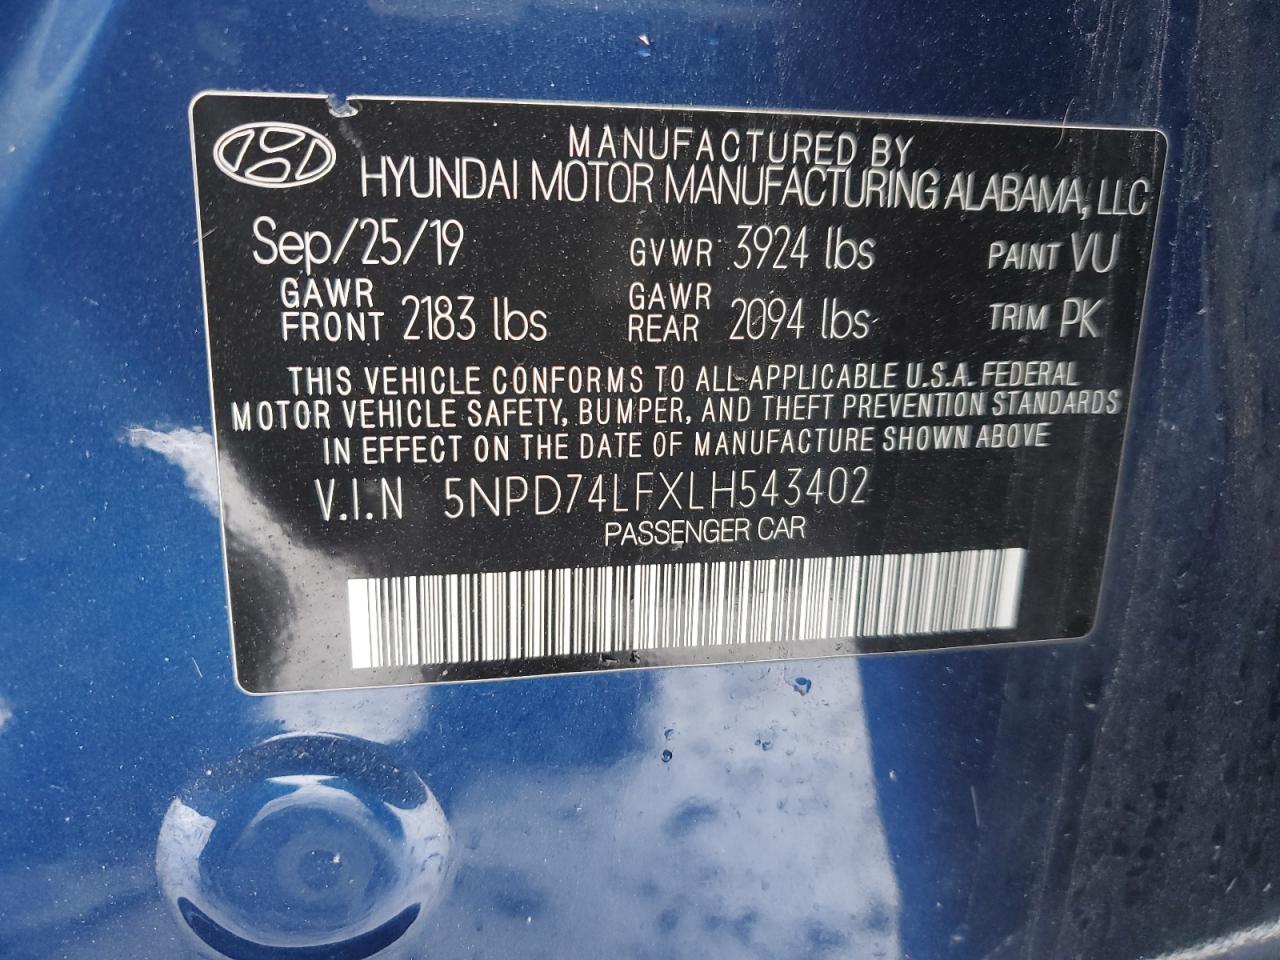 MANUFACTURED BY
HYUNDAI MOTOR MANUFACTURING ALABAMA, LLC
Sep/25/19 GVWR 3924 lbs PAINT VU
GAWR FRONT 2183 lbs GAWR REAR 2094 lbs TRIM PK
THIS VEHICLE CONFORMS TO ALL APPLICABLE U.S.A. FEDERAL
MOTOR VEHICLE SAFETY, BUMPER, AND THEFT PREVENTION STANDARDS
IN EFFECT ON THE DATE OF MANUFACTURE SHOWN ABOVE
V.I.N 5NPD74LFXLH543402
PASSENGER CAR